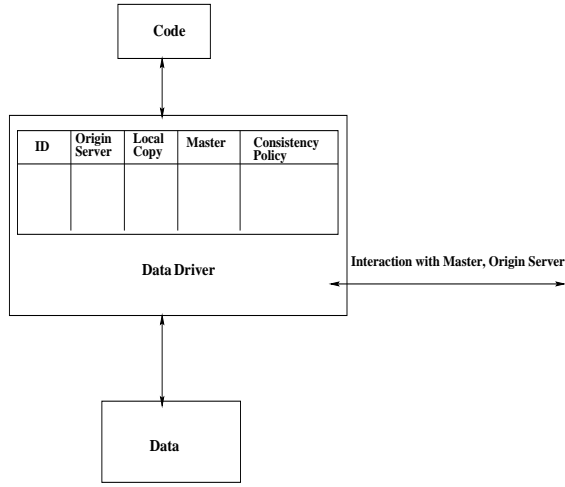 Code
ID
Origin
Server
Local
Copy
Master
Consistency
Policy
Data Driver
Interaction with Master, Origin Server
Data